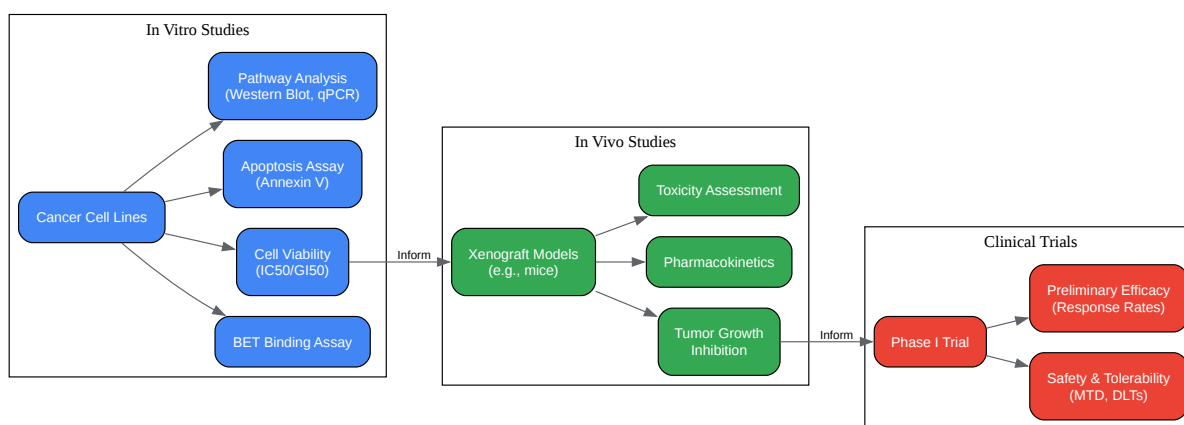 In Vitro Studies
Pathway Analysis
(Western Blot, qPCR)
Apoptosis Assay
(Annexin V)
Cancer Cell Lines
Cell Viability
(IC50/GI50)
BET Binding Assay
Inform
In Vivo Studies
Toxicity Assessment
Xenograft Models
(e.g., mice)
Pharmacokinetics
Tumor Growth
Inhibition
Inform
Clinical Trials
Preliminary Efficacy
(Response Rates)
Phase I Trial
Safety & Tolerability
(MTD, DLTs)